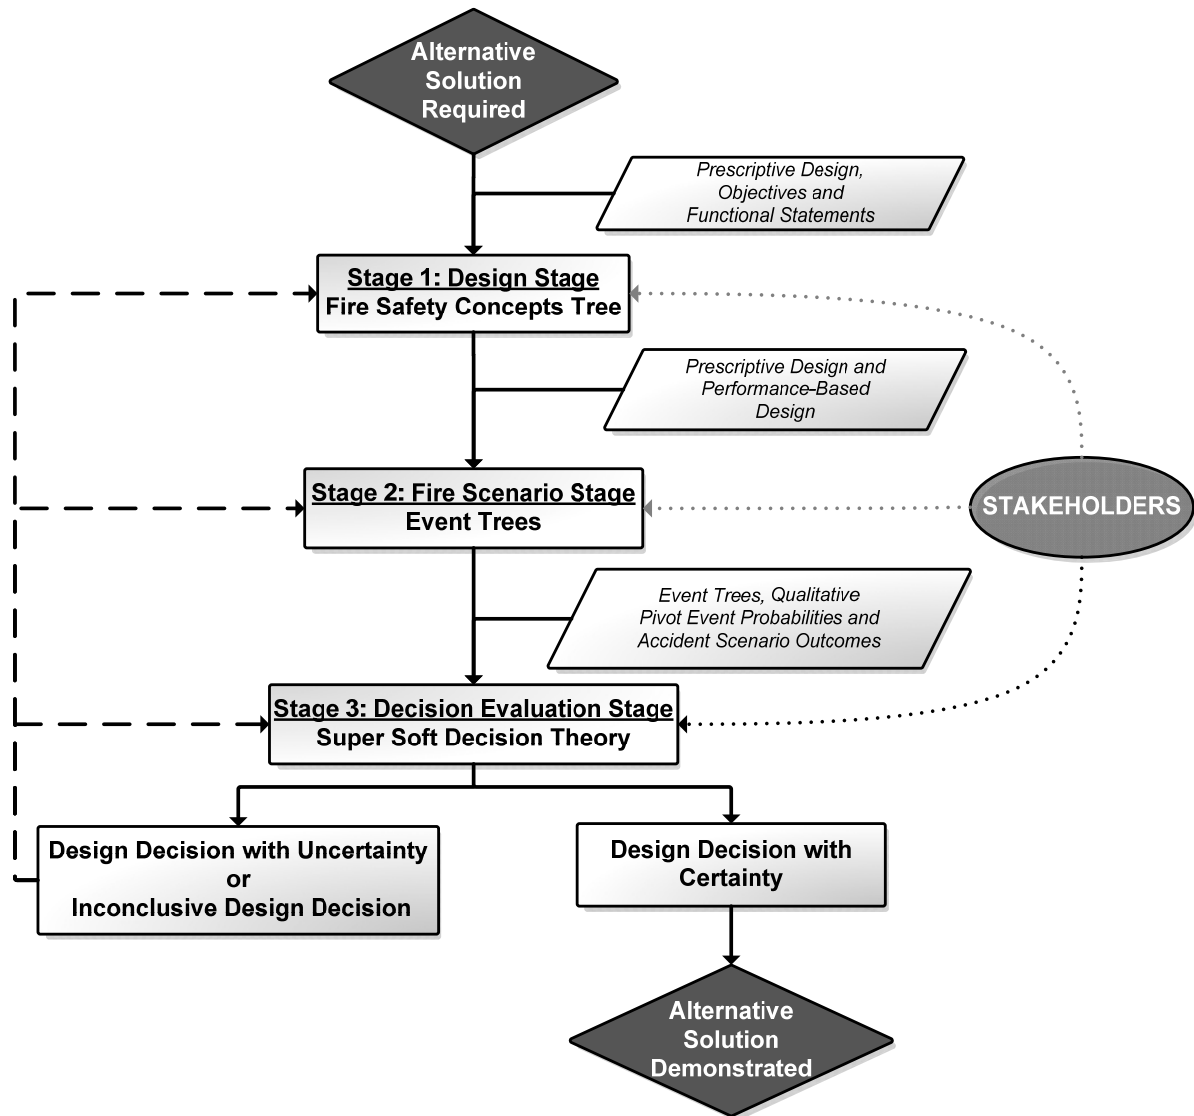 Alternative
Solution
Required
Prescriptive Design,
Objectives and
Functional Statements
Stage 1: Design Stage
Fire Safety Concepts Tree
Prescriptive Design and
Performance-Based
Design
Stage 2: Fire Scenario Stage
Event Trees
STAKEHOLDERS
Event Trees, Qualitative
Pivot Event Probabilities and
Accident Scenario Outcomes
Stage 3: Decision Evaluation Stage
Super Soft Decision Theory
Design Decision with Uncertainty
or
Inconclusive Design Decision
Design Decision with
Certainty
Alternative
Solution
Demonstrated